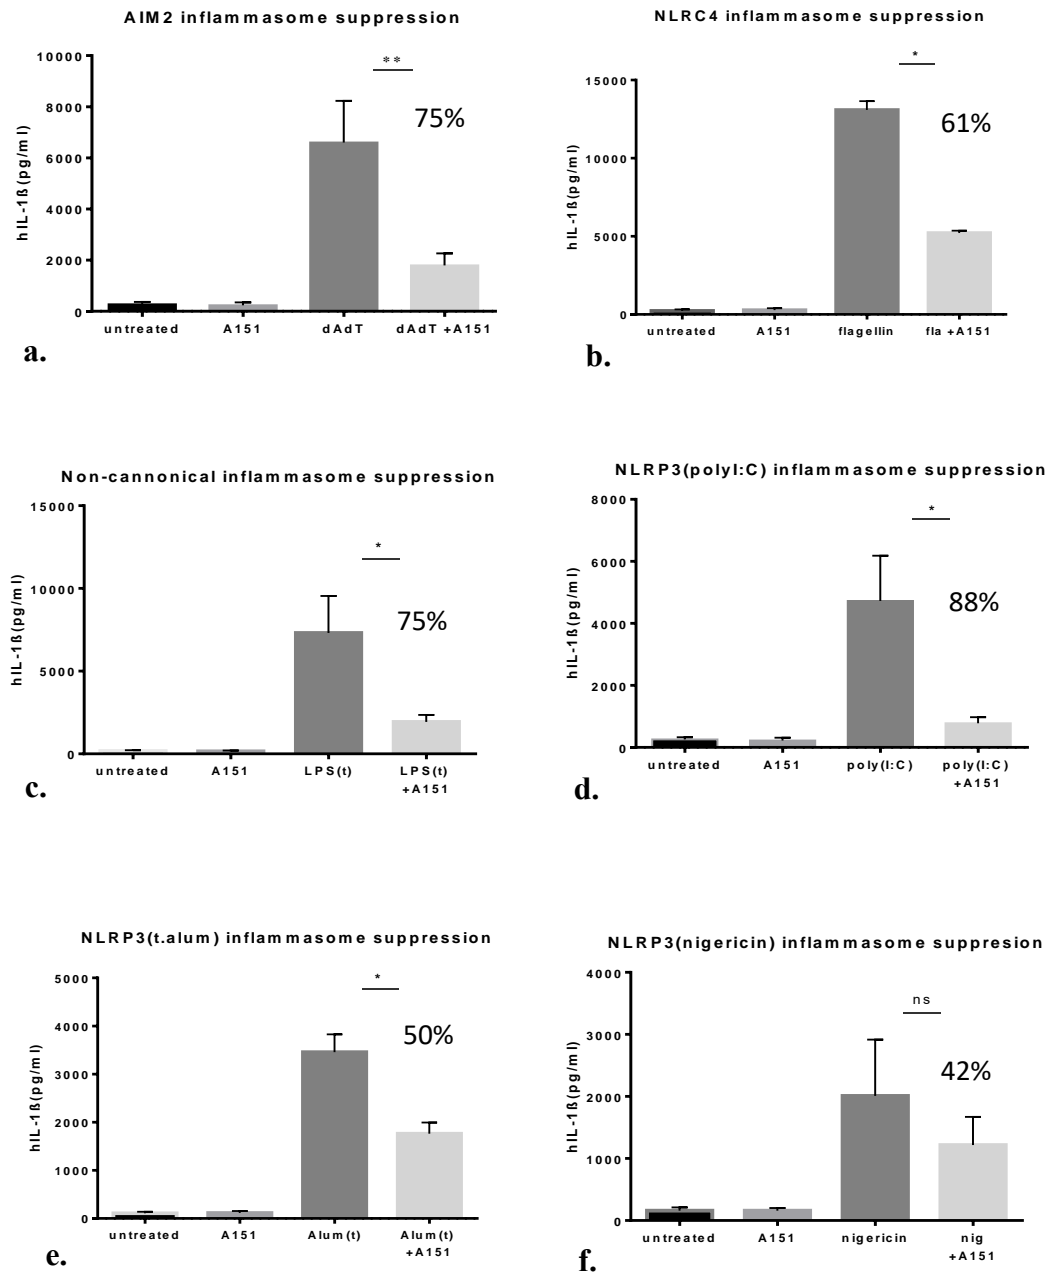 AIM2 inflammasome suppression
hIL-1ß(pg/ml)
10000
8000
6000
4000
2000
0
**
75%
untreated A151 dAdT dAdT +A151
a.
NLRC4 inflammasome suppression
hIL-1ß(pg/ml)
15000
10000
5000
0
*
61%
untreated A151 flagellin fla +A151
b.
Non-cannonical inflammasome suppression
hIL-1ß(pg/ml)
15000
10000
5000
0
*
75%
untreated A151 LPS(t) LPS(t)
+A151
c.
NLRP3(polyI:C) inflammasome suppression
hIL-1ß(pg/ml)
8000
6000
4000
2000
0
*
88%
untreated A151 poly(I:C) poly(I:C)
+A151
d.
NLRP3(t.alum) inflammasome suppression
hIL-1ß(pg/ml)
5000
4000
3000
2000
1000
0
*
50%
untreated A151 Alum(t) Alum(t)
+A151
e.
NLRP3(nigericin) inflammasome suppresion
hIL-1ß(pg/ml)
4000
3000
2000
1000
0
ns
42%
untreated A151 nigericin nig
+A151
f.